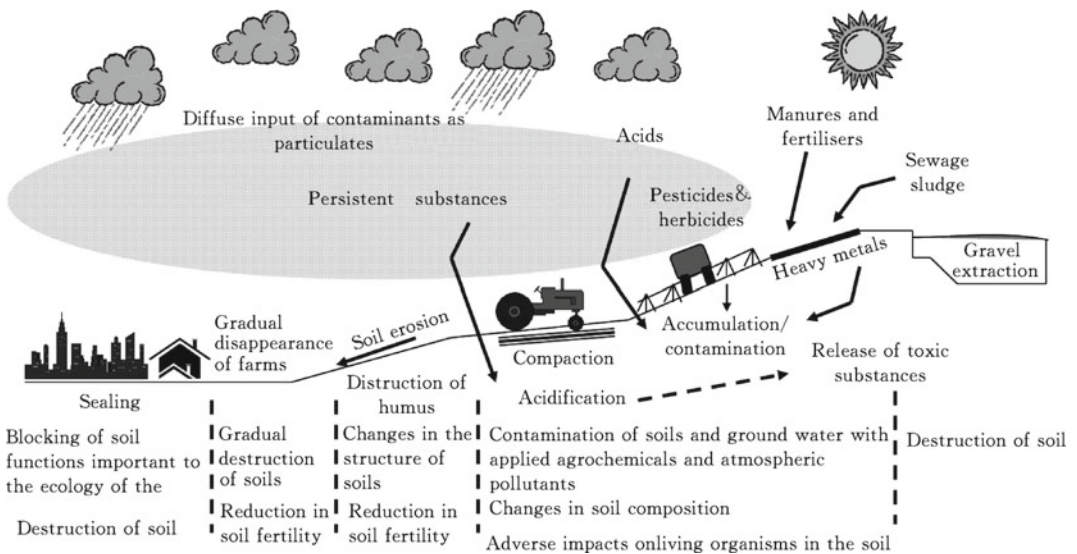 Diffuse input of contaminants as
particulates
Acids
Manures and
fertilisers
Sewage
sludge
Persistent substances
Pesticides&
herbicides
Heavy metals
Gravel
extraction
Soil erosion
Gradual
disappearance
of farms
Compaction
Accumulation/
contamination
Release of toxic
substances
Sealing
Distruction of
humus
Acidification
Blocking of soil
functions important to
the ecology of the
Destruction of soil
Gradual
destruction
of soils
Reduction in
soil fertility
Changes in the
structure of
soils
Reduction in
soil fertility
Contamination of soils and ground water with
applied agrochemicals and atmospheric
pollutants
Changes in soil composition
Adverse impacts onliving organisms in the soil
Destruction of soil